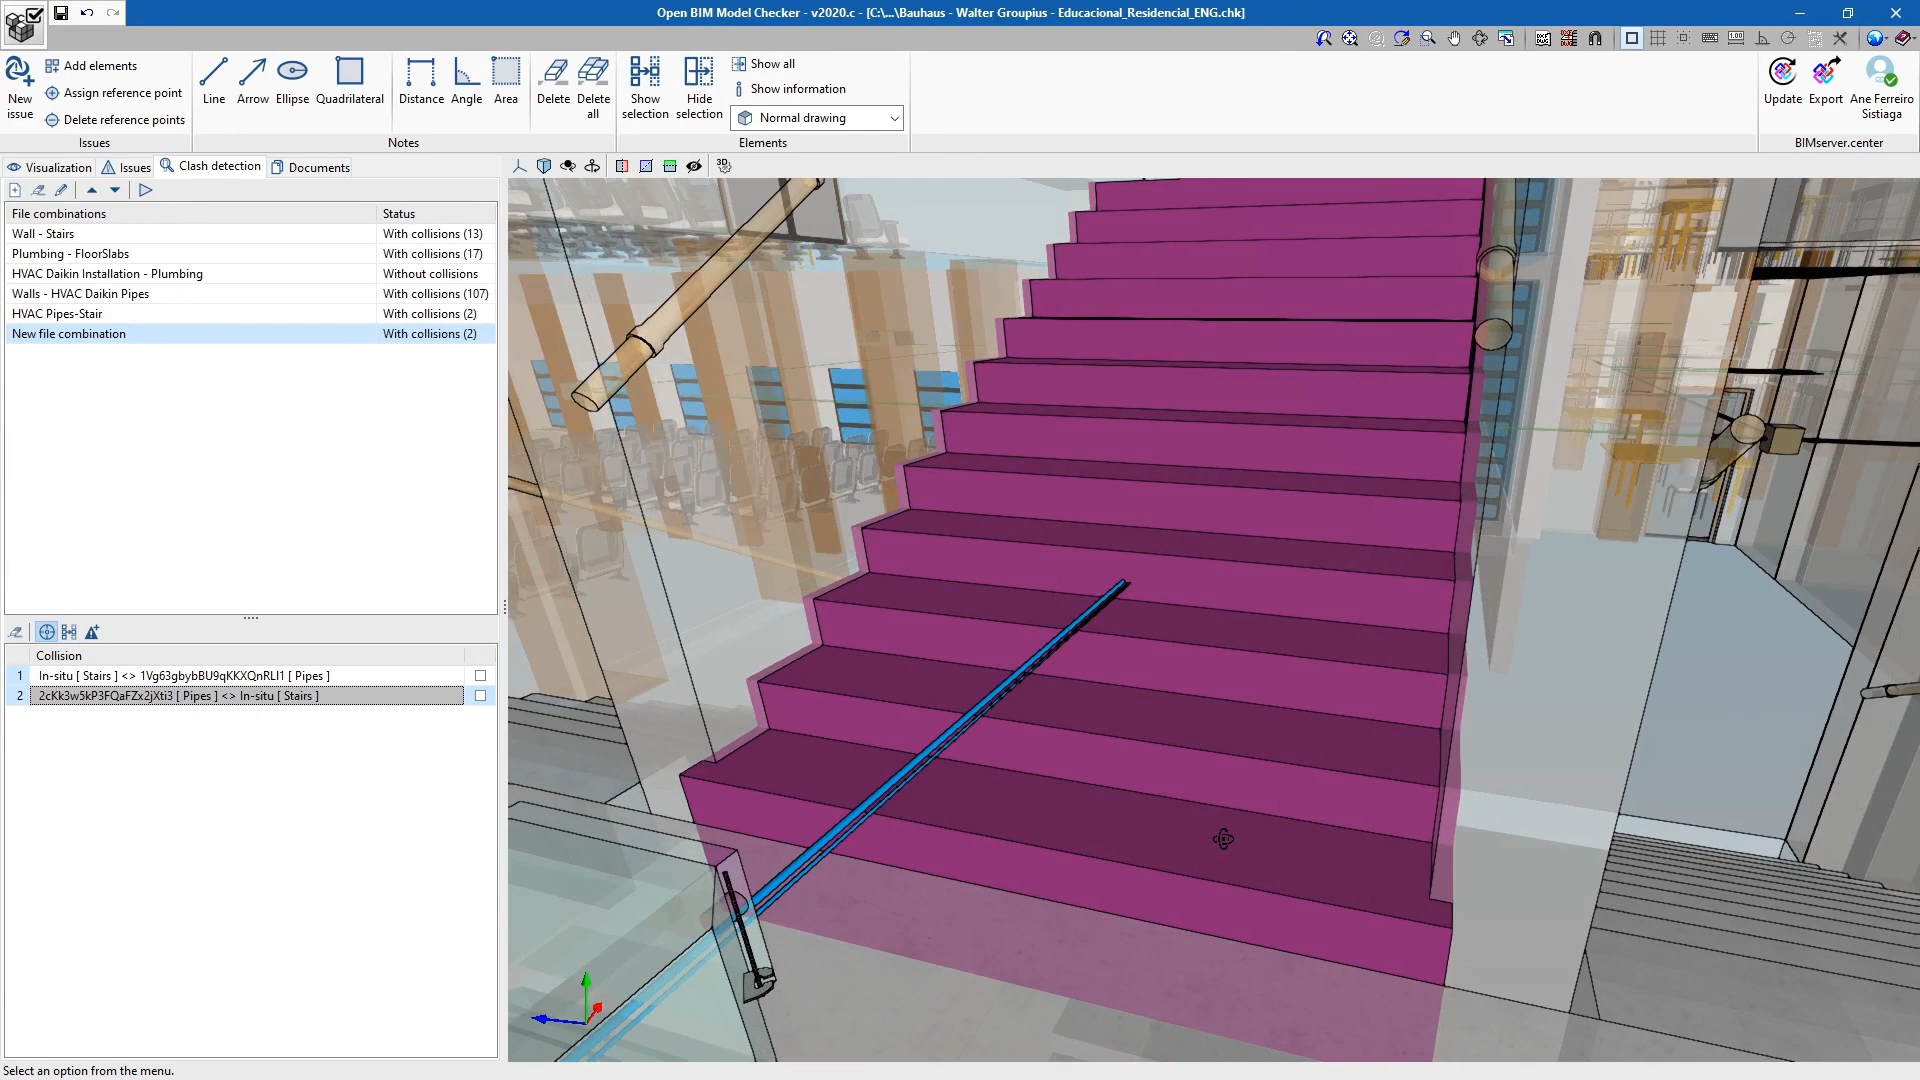 Open BIM Model Checker - v2020.c - [C:\...\Bauhaus - Walter Groupius - Educacional_Residencial_ENG.chk]
New issue
Add elements
Assign reference point
Delete reference points
Issues
Line
Arrow
Ellipse
Quadrilateral
Distance
Angle
Area
Delete
Delete all
Notes
Show selection
Hide selection
Show all
Show information
Normal drawing
Elements
Update
Export
Ane Ferreiro Sistiaga
BIMserver.center
Visualization
Issues
Clash detection
Documents
3D
File combinations Status
Wall - Stairs With collisions (13)
Plumbing - FloorSlabs With collisions (17)
HVAC Daikin Installation - Plumbing Without collisions
Walls - HVAC Daikin Pipes With collisions (107)
HVAC Pipes-Stair With collisions (2)
New file combination With collisions (2)
Collision
1 In-situ [ Stairs ] <> 1Vg63gbybBU9qKKXQnRLI1 [ Pipes ]
2 2cKk3w5kP3FQaFZx2jXti3 [ Pipes ] <> In-situ [ Stairs ]
Select an option from the menu.